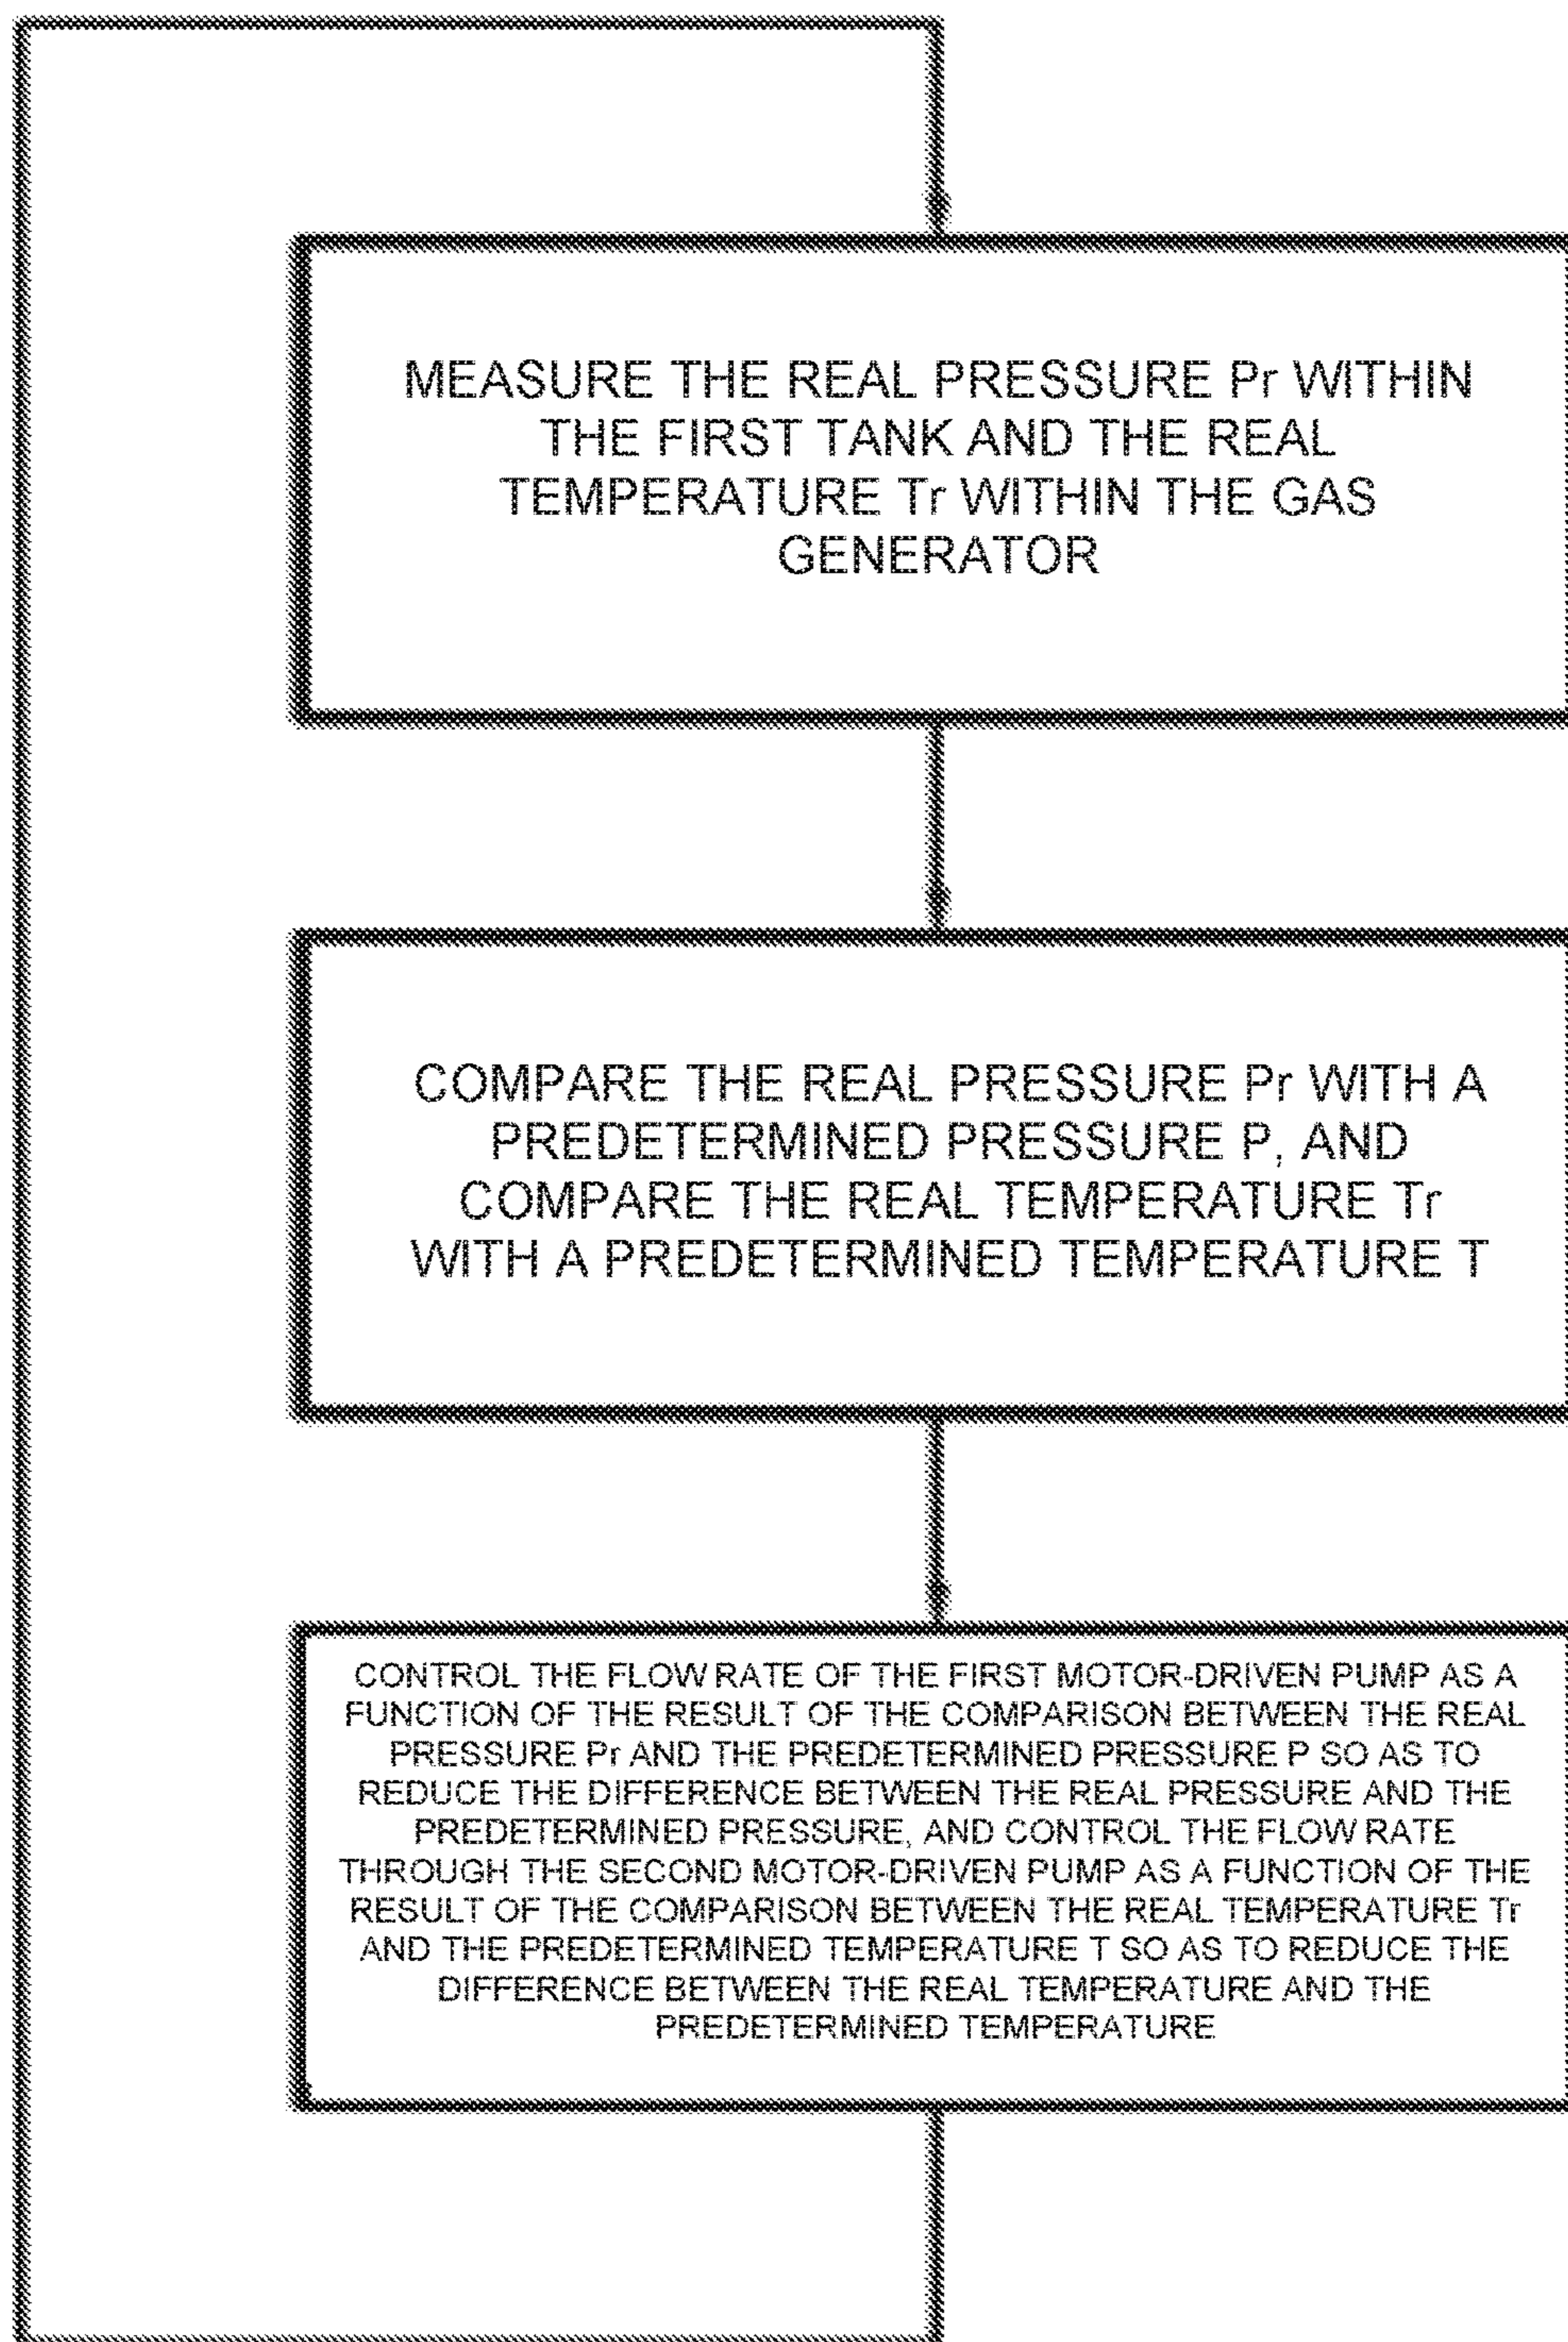 MEASURE THE REAL PRESSURE Pr WITHIN
THE FIRST TANK AND THE REAL
TEMPERATURE Tr WITHIN THE GAS
GENERATOR
COMPARE THE REAL PRESSURE Pr WITH A
PREDETERMINED PRESSURE P, AND
COMPARE THE REAL TEMPERATURE Tr
WITH A PREDETERMINED TEMPERATURE T
CONTROL THE FLOW RATE OF THE FIRST MOTOR-DRIVEN PUMP AS A
FUNCTION OF THE RESULT OF THE COMPARISON BETWEEN THE REAL
PRESSURE Pr AND THE PREDETERMINED PRESSURE P SO AS TO
REDUCE THE DIFFERENCE BETWEEN THE REAL PRESSURE AND THE
PREDETERMINED PRESSURE, AND CONTROL THE FLOW RATE
THROUGH THE SECOND MOTOR-DRIVEN PUMP AS A FUNCTION OF THE
RESULT OF THE COMPARISON BETWEEN THE REAL TEMPERATURE Tr
AND THE PREDETERMINED TEMPERATURE T SO AS TO REDUCE THE
DIFFERENCE BETWEEN THE REAL TEMPERATURE AND THE
PREDETERMINED TEMPERATURE